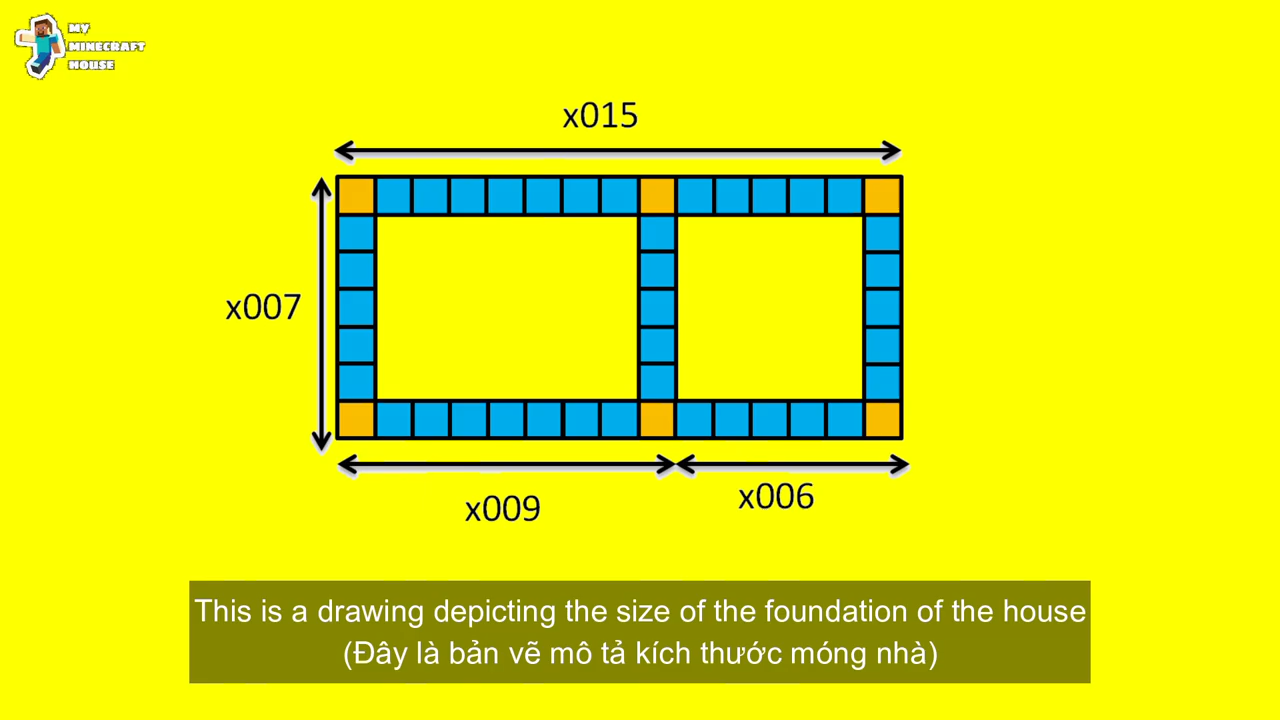 MY
MINECRAFT
HOUSE
x015
x007
x009
x006
This is a drawing depicting the size of the foundation of the house
(Đây là bản vẽ mô tả kích thước móng nhà)